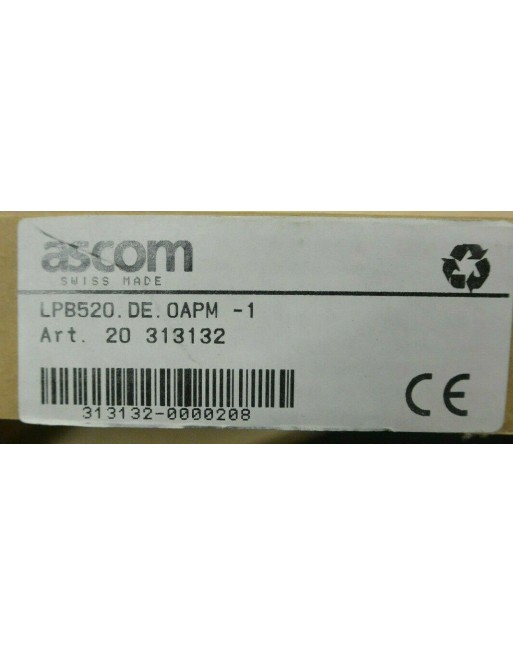 ascom
SWISS MADE
LPB520.DE.0APM -1
Art. 20 313132
313132-0000208
CE